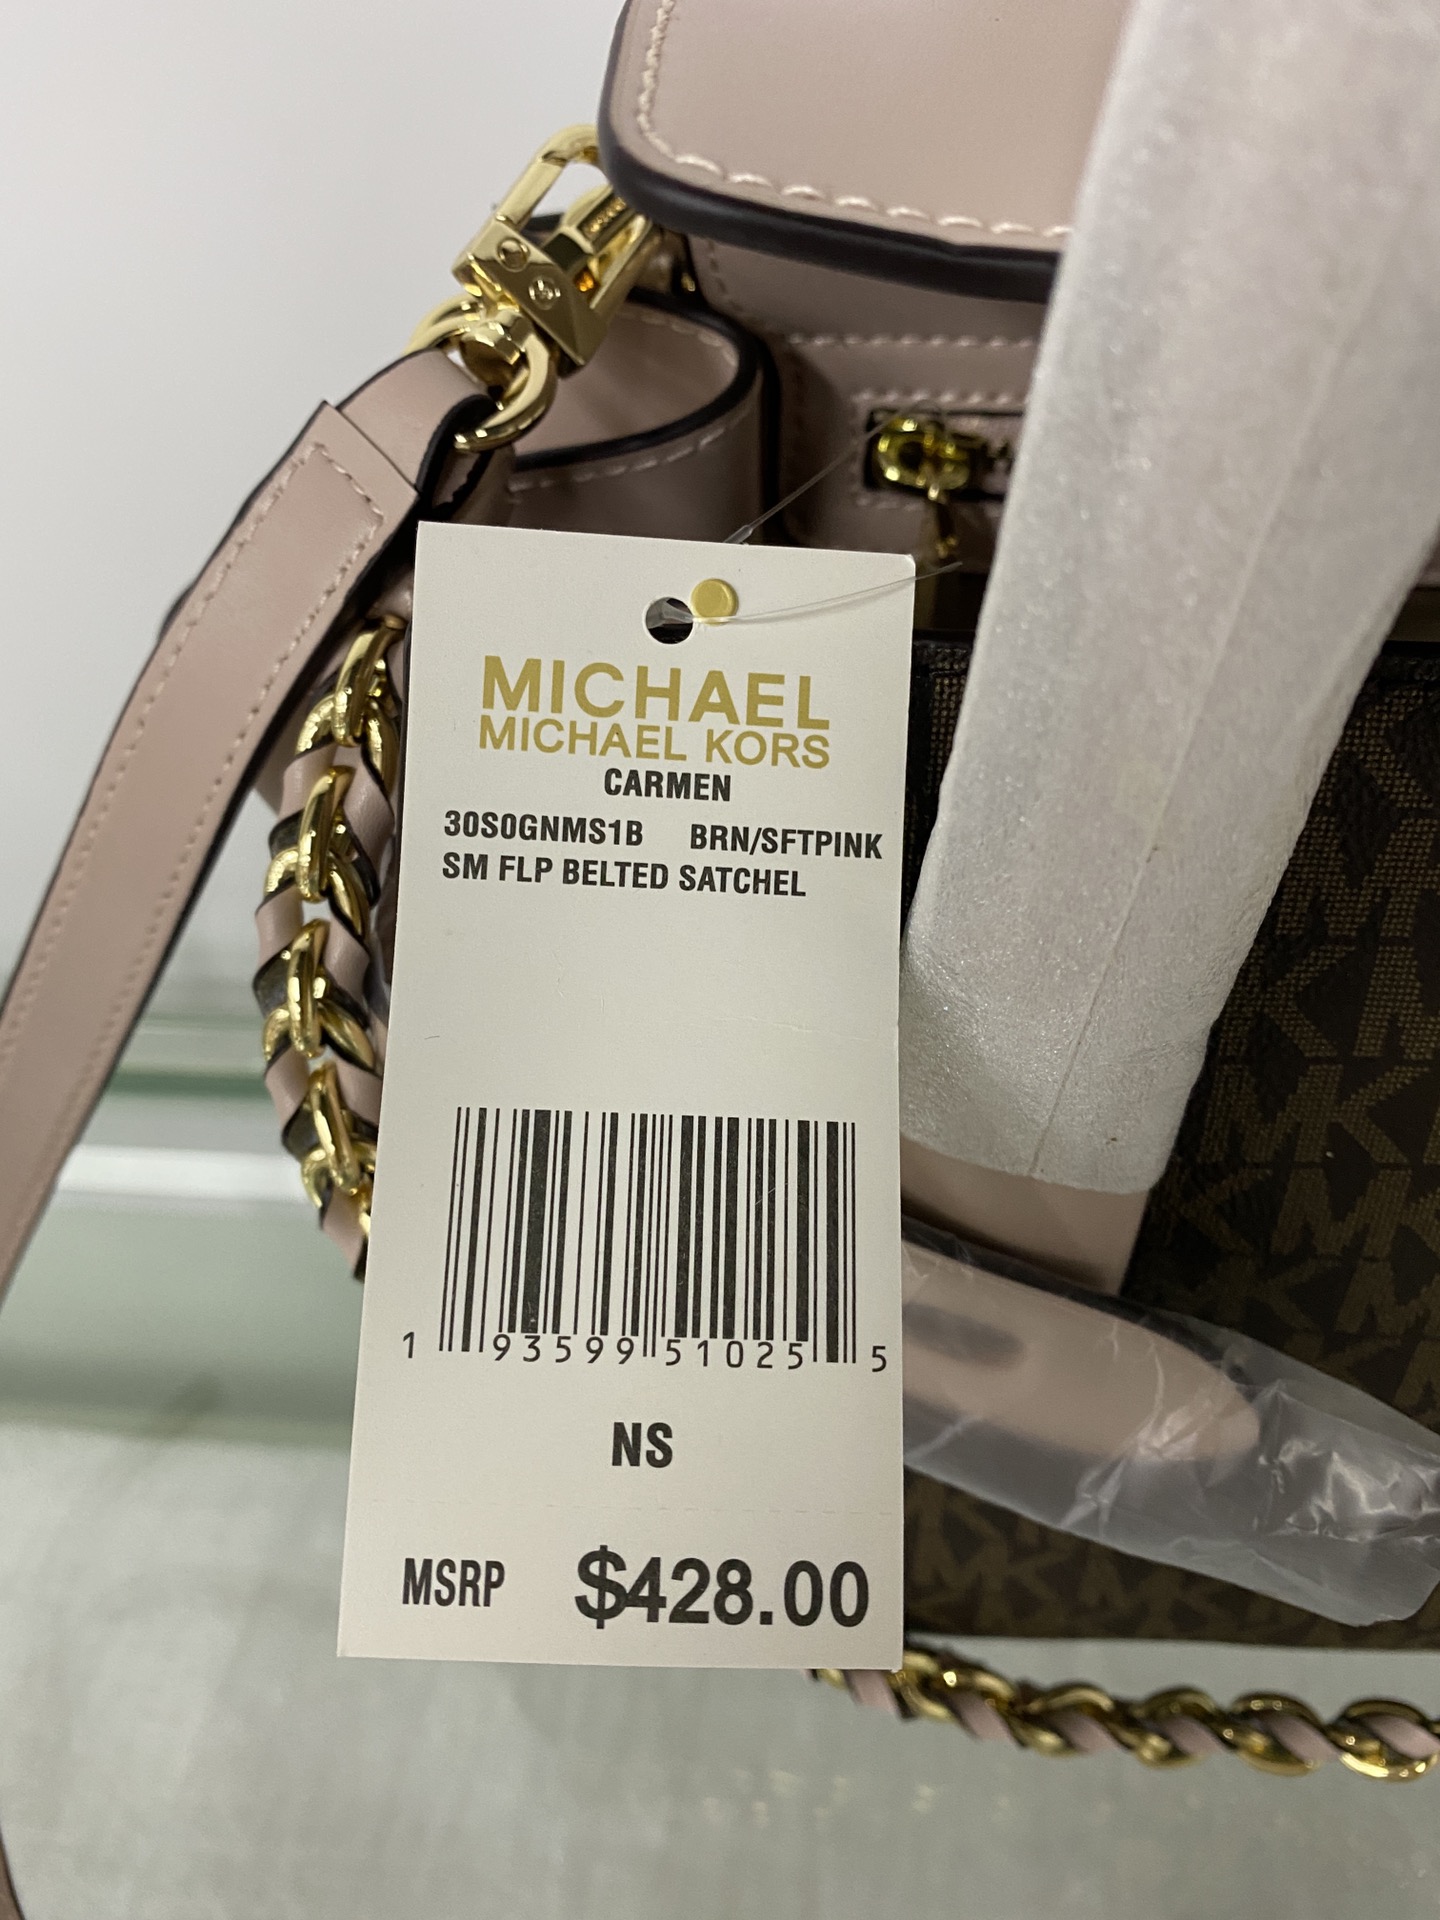 MICHAEL
MICHAEL KORS
CARMEN
30S0GNMS1B BRN/SFTPINK
SM FLP BELTED SATCHEL
1 93599 51025 5
NS
MSRP $428.00